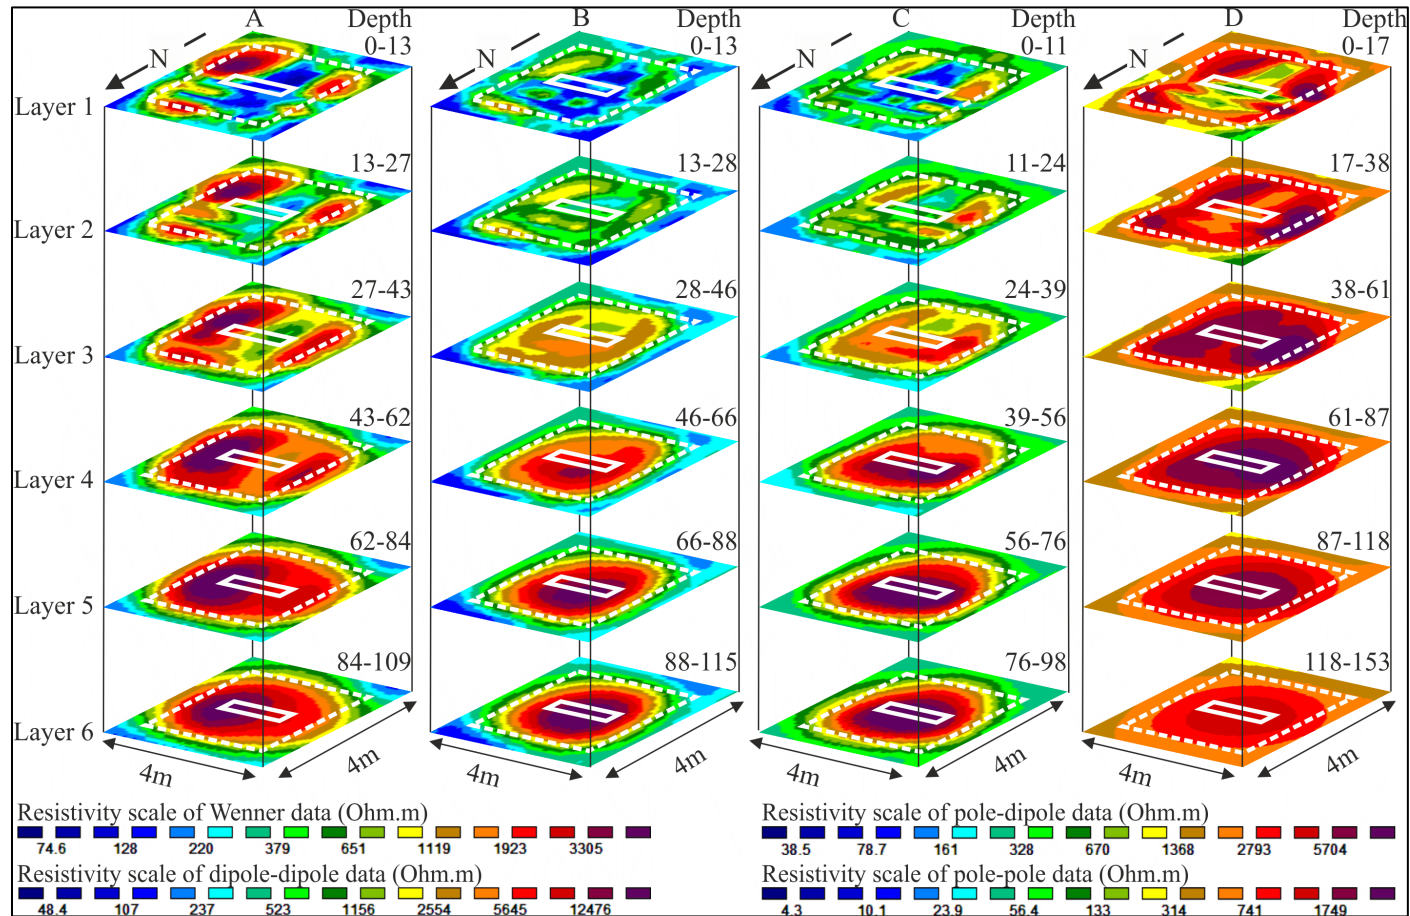 A Depth B Depth C Depth D Depth
0-13 0-13 0-11 0-17
N N N N
Layer 1
13-27 13-28 11-24 17-38
Layer 2
27-43 28-46 24-39 38-61
Layer 3
43-62 46-66 39-56 61-87
Layer 4
62-84 66-88 56-76 87-118
Layer 5
84-109 88-115 76-98 118-153
Layer 6
4m 4m 4m 4m 4m 4m 4m 4m
Resistivity scale of Wenner data (Ohm.m)
74.6 128 220 379 651 1119 1923 3305
Resistivity scale of dipole-dipole data (Ohm.m)
48.4 107 237 523 1156 2554 5645 12476
Resistivity scale of pole-dipole data (Ohm.m)
38.5 78.7 161 328 670 1368 2793 5704
Resistivity scale of pole-pole data (Ohm.m)
4.3 10.1 23.9 56.4 133 314 741 1749